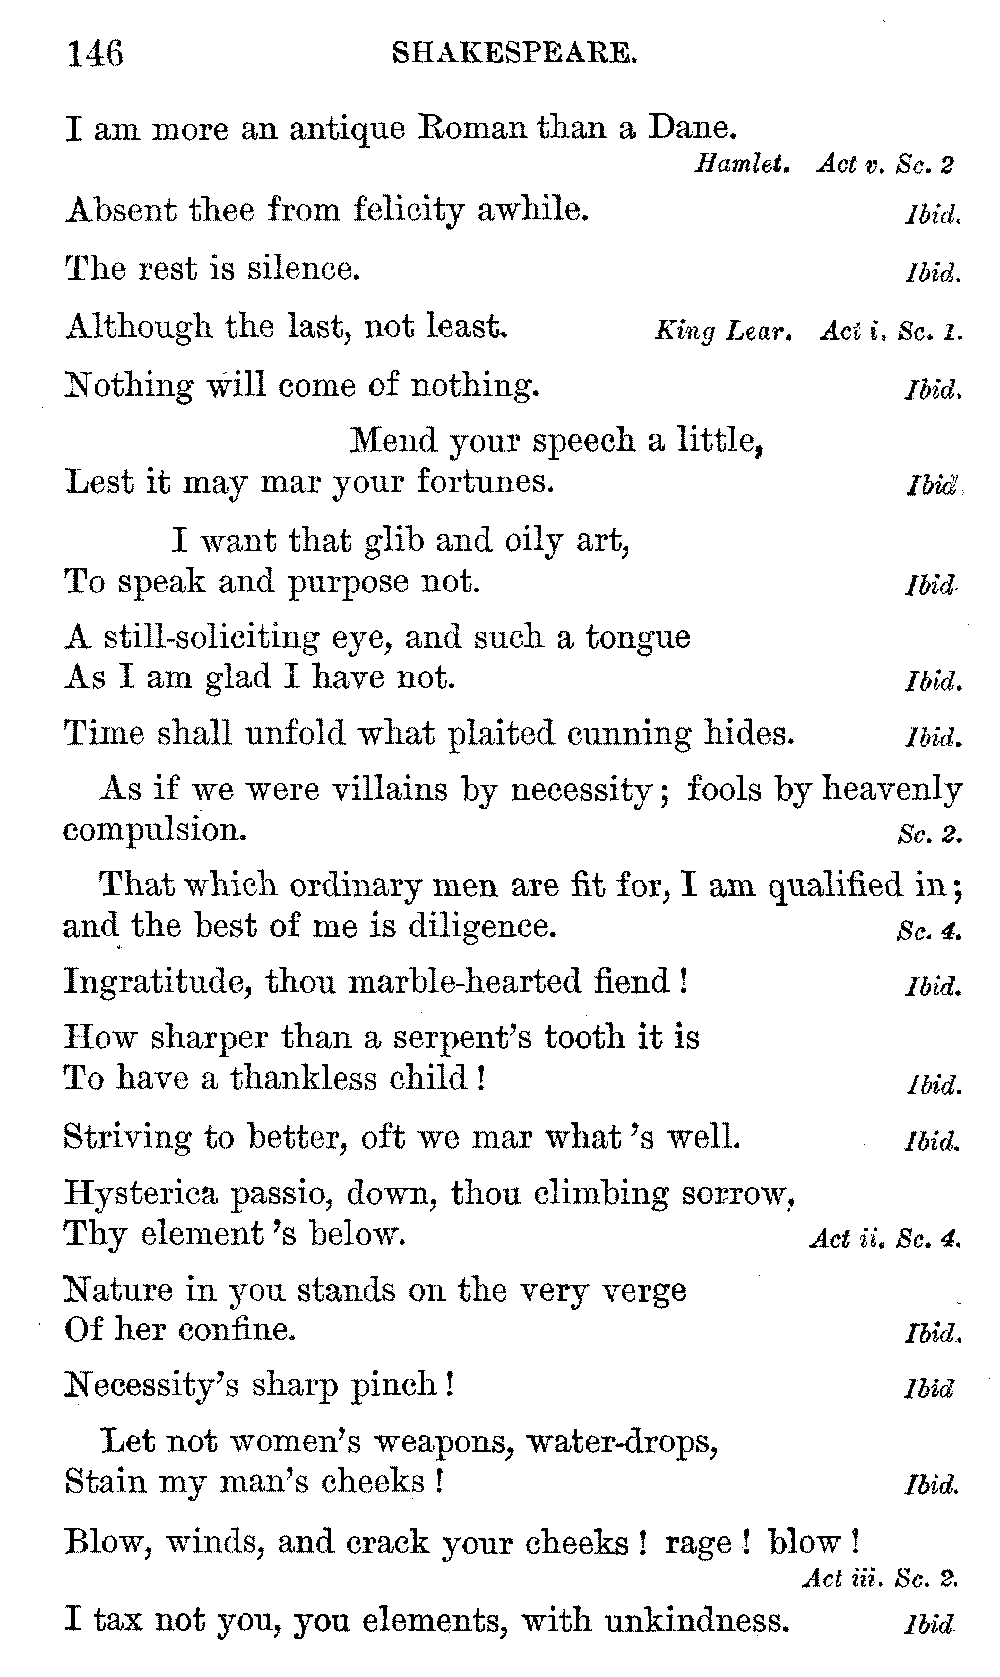 146 SHAKESPEARE.
I am more an antique Roman than a Dane.
Hamlet. Act v. Sc. 2
Absent thee from felicity awhile. Ibid.
The rest is silence. Ibid.
Although the last, not least. King Lear. Act i. Sc. 1.
Nothing will come of nothing. Ibid.
Mend your speech a little,
Lest it may mar your fortunes. Ibid.
I want that glib and oily art,
To speak and purpose not. Ibid.
A still-soliciting eye, and such a tongue
As I am glad I have not. Ibid.
Time shall unfold what plaited cunning hides. Ibid.
As if we were villains by necessity; fools by heavenly
compulsion. Sc. 2.
That which ordinary men are fit for, I am qualified in;
and the best of me is diligence. Sc. 4.
Ingratitude, thou marble-hearted fiend! Ibid.
How sharper than a serpent's tooth it is
To have a thankless child! Ibid.
Striving to better, oft we mar what 's well. Ibid.
Hysterica passio, down, thou climbing sorrow,
Thy element 's below. Act ii. Sc. 4.
Nature in you stands on the very verge
Of her confine. Ibid.
Necessity's sharp pinch! Ibid
Let not women's weapons, water-drops,
Stain my man's cheeks! Ibid.
Blow, winds, and crack your cheeks! rage! blow!
Act iii. Sc. 2.
I tax not you, you elements, with unkindness. Ibid